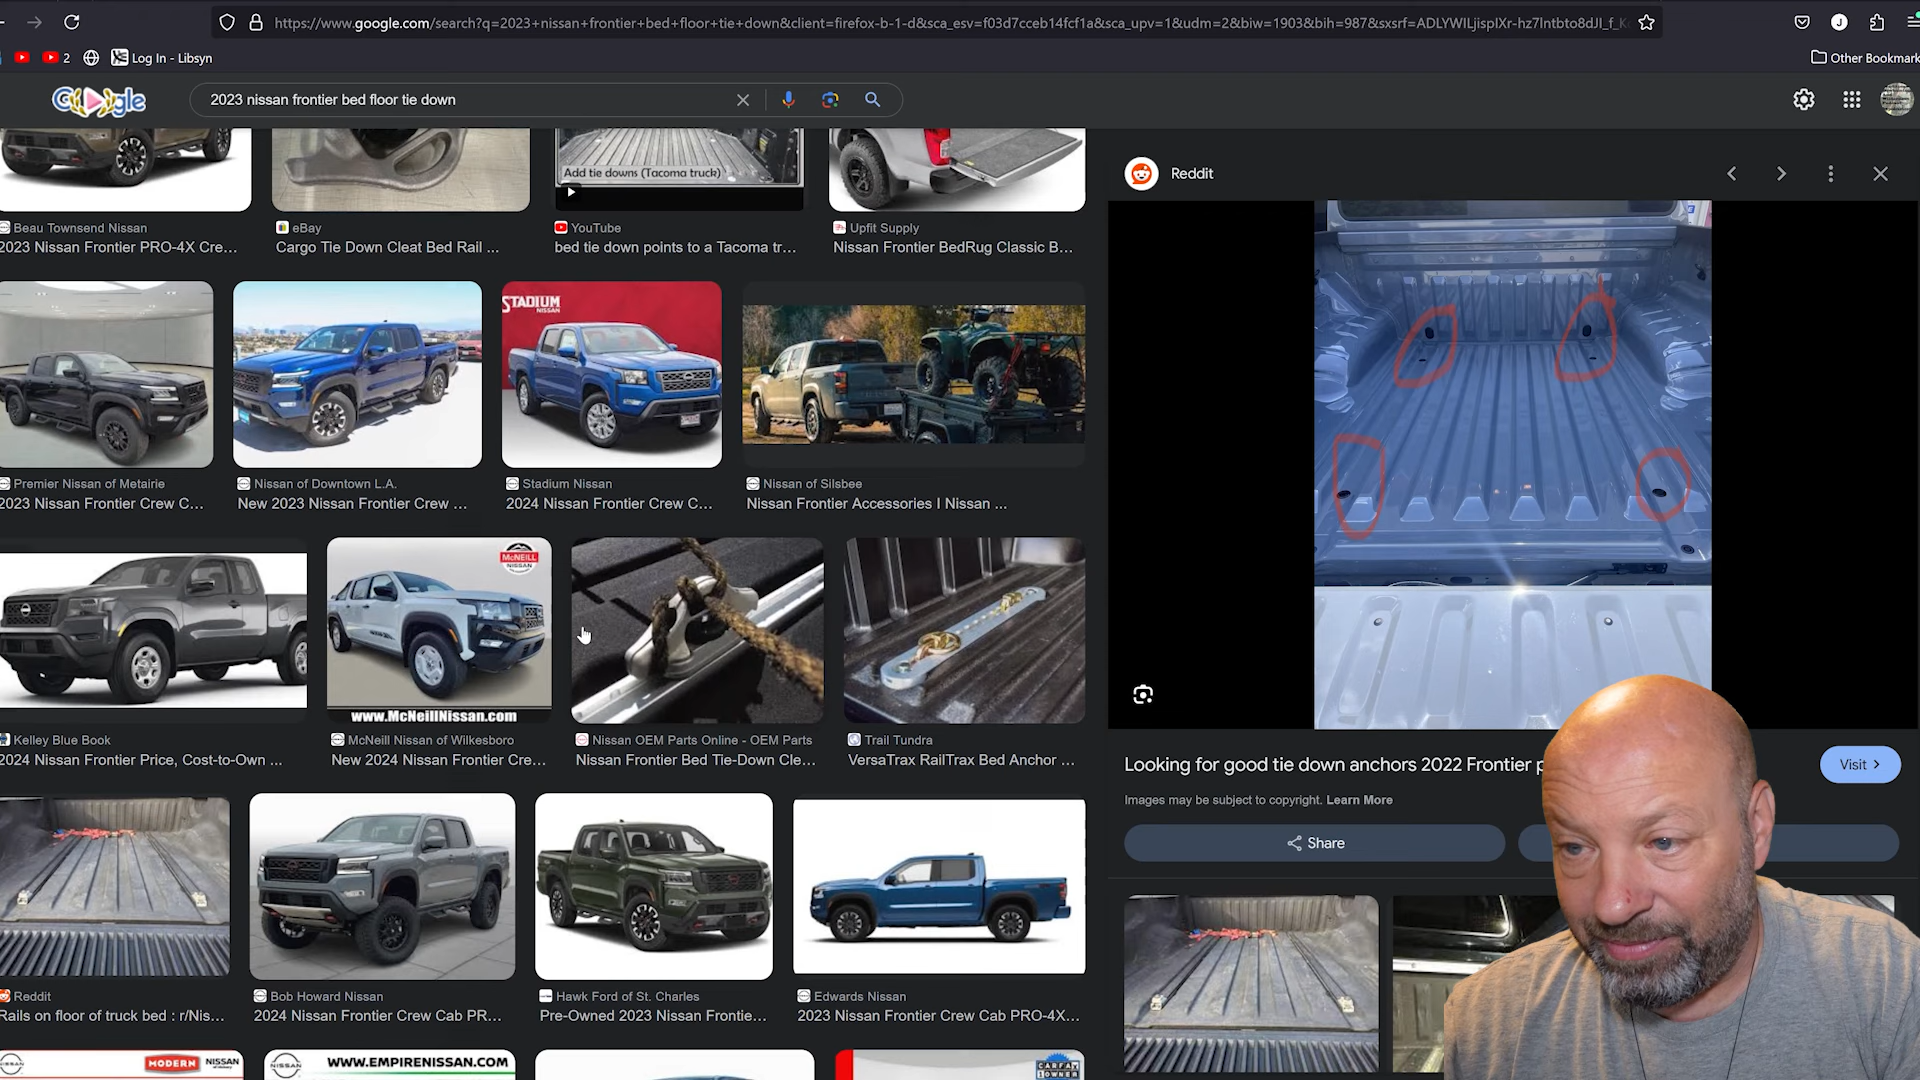 https://www.google.com/search?q=2023+nissan+frontier+bed+floor+tie+down&client=firefox-b-1-d&sca_esv=f03d7cceb14fcf1a&sca_upv=1&udm=2&biw=1903&bih=987&sxsrf=
2
Log In - Libsyn
Other Bookmark
Google
2023 nissan frontier bed floor tie down
Add tie downs (Tacoma truck)
Reddit
Beau Townsend Nissan
2023 Nissan Frontier PRO-4X Cre...
eBay
Cargo Tie Down Cleat Bed Rail ...
YouTube
bed tie down points to a Tacoma tr...
Upfit Supply
Nissan Frontier BedRug Classic B...
STADIUM
NISSAN
Premier Nissan of Metairie
2023 Nissan Frontier Crew C...
Nissan of Downtown L.A.
New 2023 Nissan Frontier Crew ...
Stadium Nissan
2024 Nissan Frontier Crew C...
Nissan of Silsbee
Nissan Frontier Accessories I Nissan ...
McNEILL
NISSAN
www.McNeillNissan.com
Kelley Blue Book
2024 Nissan Frontier Price, Cost-to-Own ...
McNeill Nissan of Wilkesboro
New 2024 Nissan Frontier Cre...
Nissan OEM Parts Online - OEM Parts
Nissan Frontier Bed Tie-Down Cle...
Trail Tundra
VersaTrax RailTrax Bed Anchor ...
Looking for good tie down anchors 2022 Frontier
Visit
Images may be subject to copyright. Learn More
Share
Reddit
Rails on floor of truck bed : r/Nis...
Bob Howard Nissan
2024 Nissan Frontier Crew Cab PR...
Hawk Ford of St. Charles
Pre-Owned 2023 Nissan Frontie...
Edwards Nissan
2023 Nissan Frontier Crew Cab PRO-4X...
MODERN
NISSAN
WWW.EMPIRENISSAN.COM
CARFAX
1 OWNER